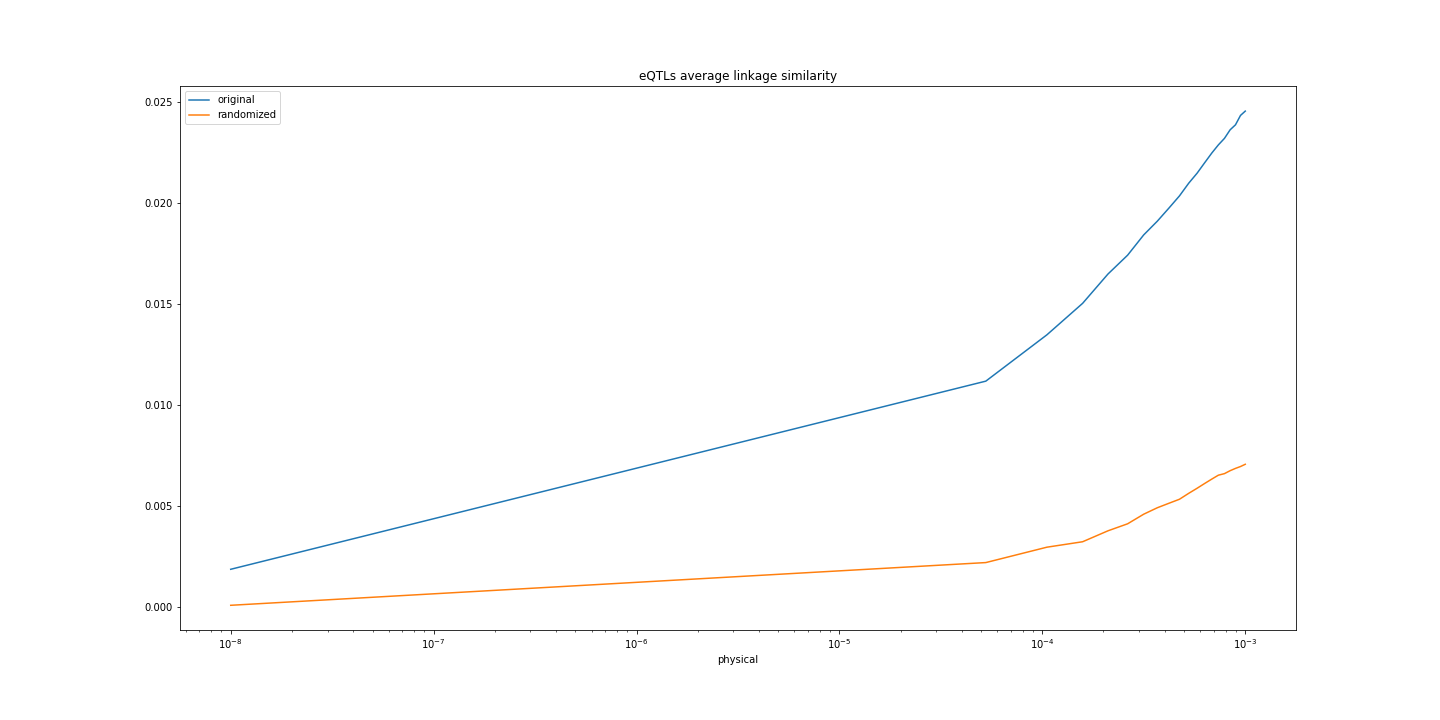 eQTLs average linkage similarity
original
randomized
0.025
0.020
0.015
0.010
0.005
0.000
10⁻⁸ 10⁻⁷ 10⁻⁶ 10⁻⁵ 10⁻⁴ 10⁻³
physical